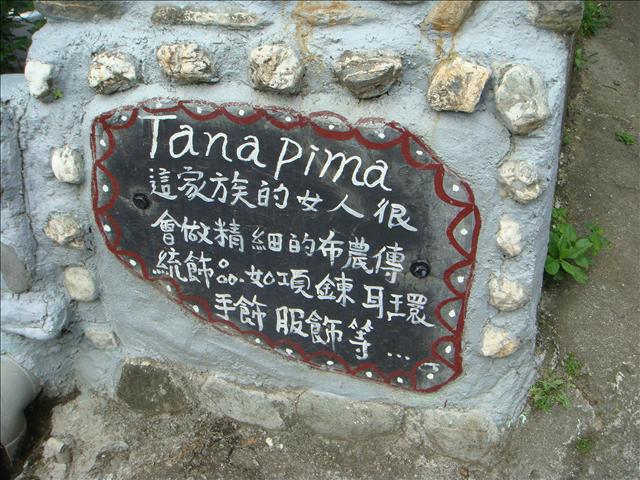 Tanapima
這家族的女人很
會做精細的布農傳
統飾品..如項鍊耳環
手飾服飾等...